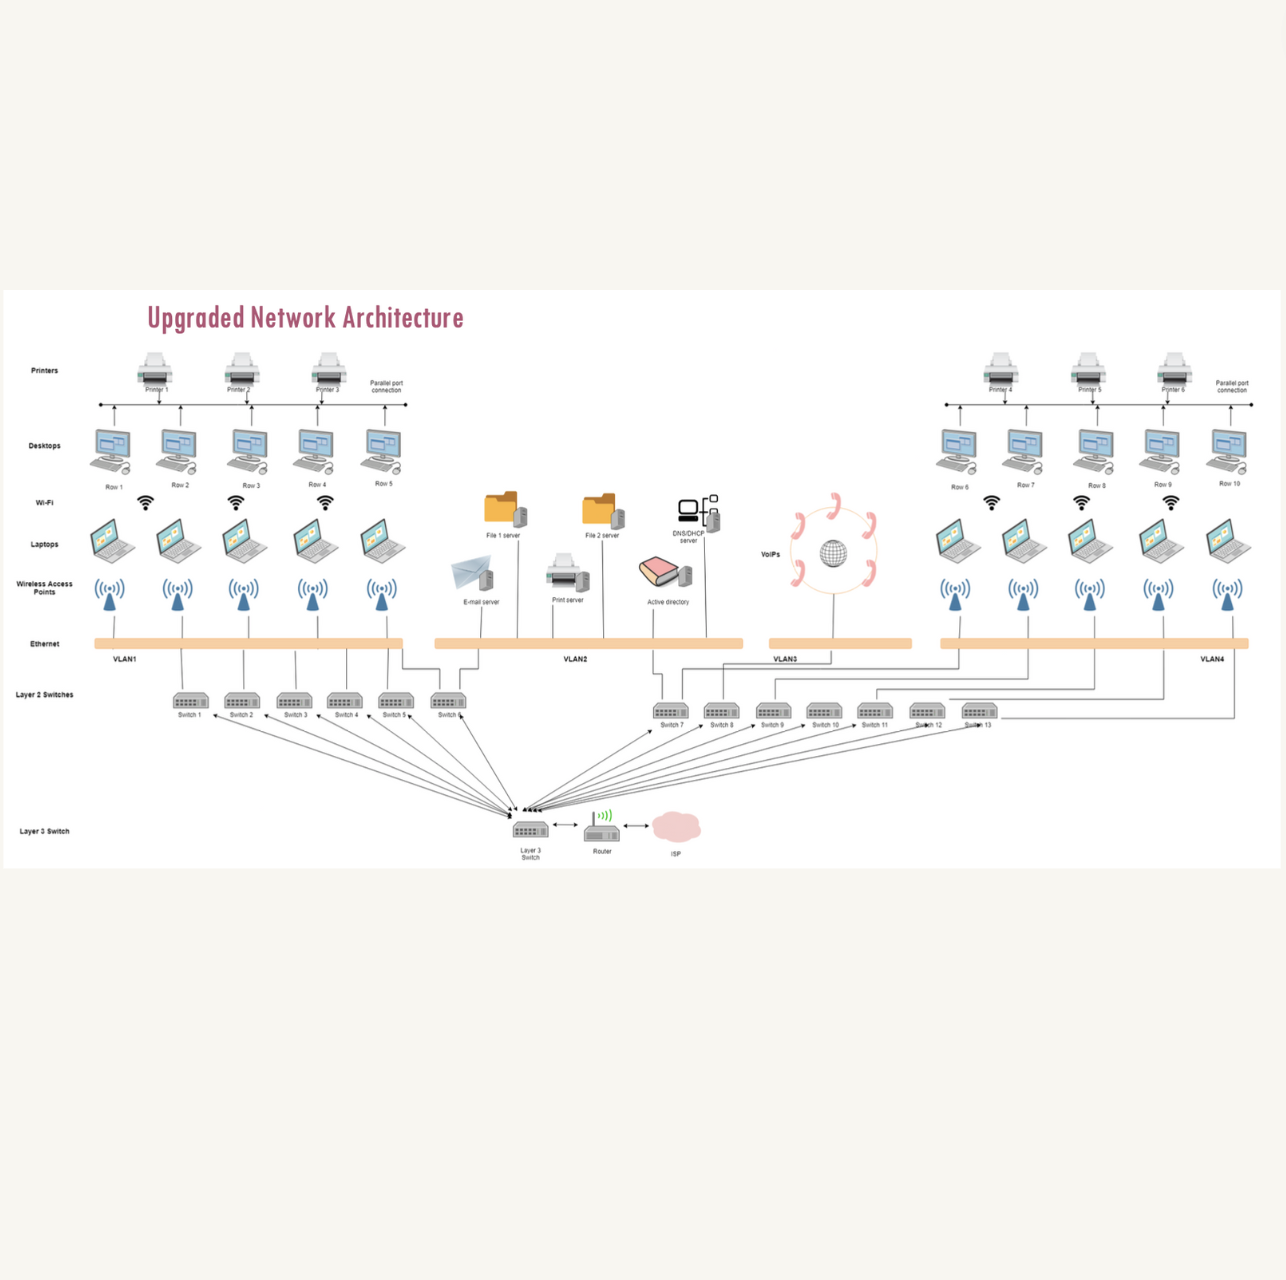 Upgraded Network Architecture
Printers
Printer 1
Printer 2
Printer 3
Parallel port
connection
Printer 4
Printer 5
Printer 6
Parallel port
connection
Desktops
Row 1
Row 2
Row 3
Row 4
Row 5
Row 6
Row 7
Row 8
Row 9
Row 10
Wi-Fi
File 1 server
File 2 server
DNS/DHCP
server
Laptops
VoIPs
Wireless Access
Points
E-mail server
Print server
Active directory
Ethernet
VLAN1
VLAN2
VLAN3
VLAN4
Layer 2 Switches
Switch 1
Switch 2
Switch 3
Switch 4
Switch 5
Switch 6
Switch 7
Switch 8
Switch 9
Switch 10
Switch 11
Switch 12
Switch 13
Layer 3 Switch
Layer 3
Switch
Router
ISP